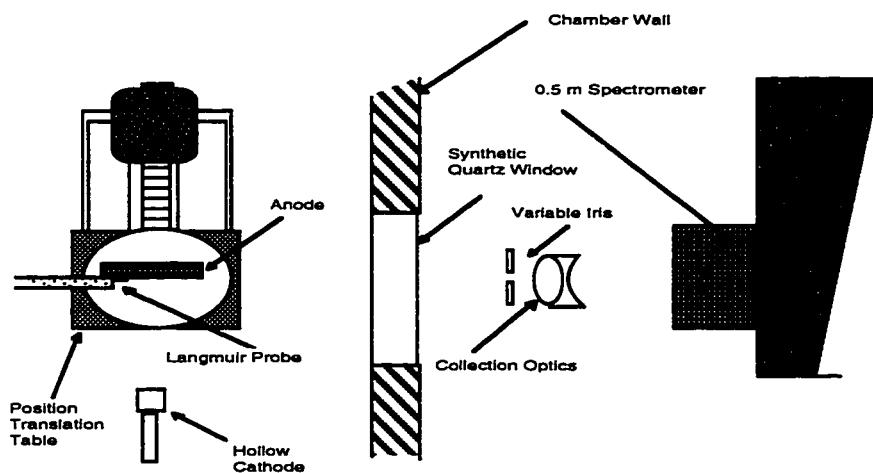 Chamber Wall
0.5 m Spectrometer
Synthetic
Quartz Window
Anode
Variable Iris
Langmuir Probe
Collection Optics
Position
Translation
Table
Hollow
Cathode